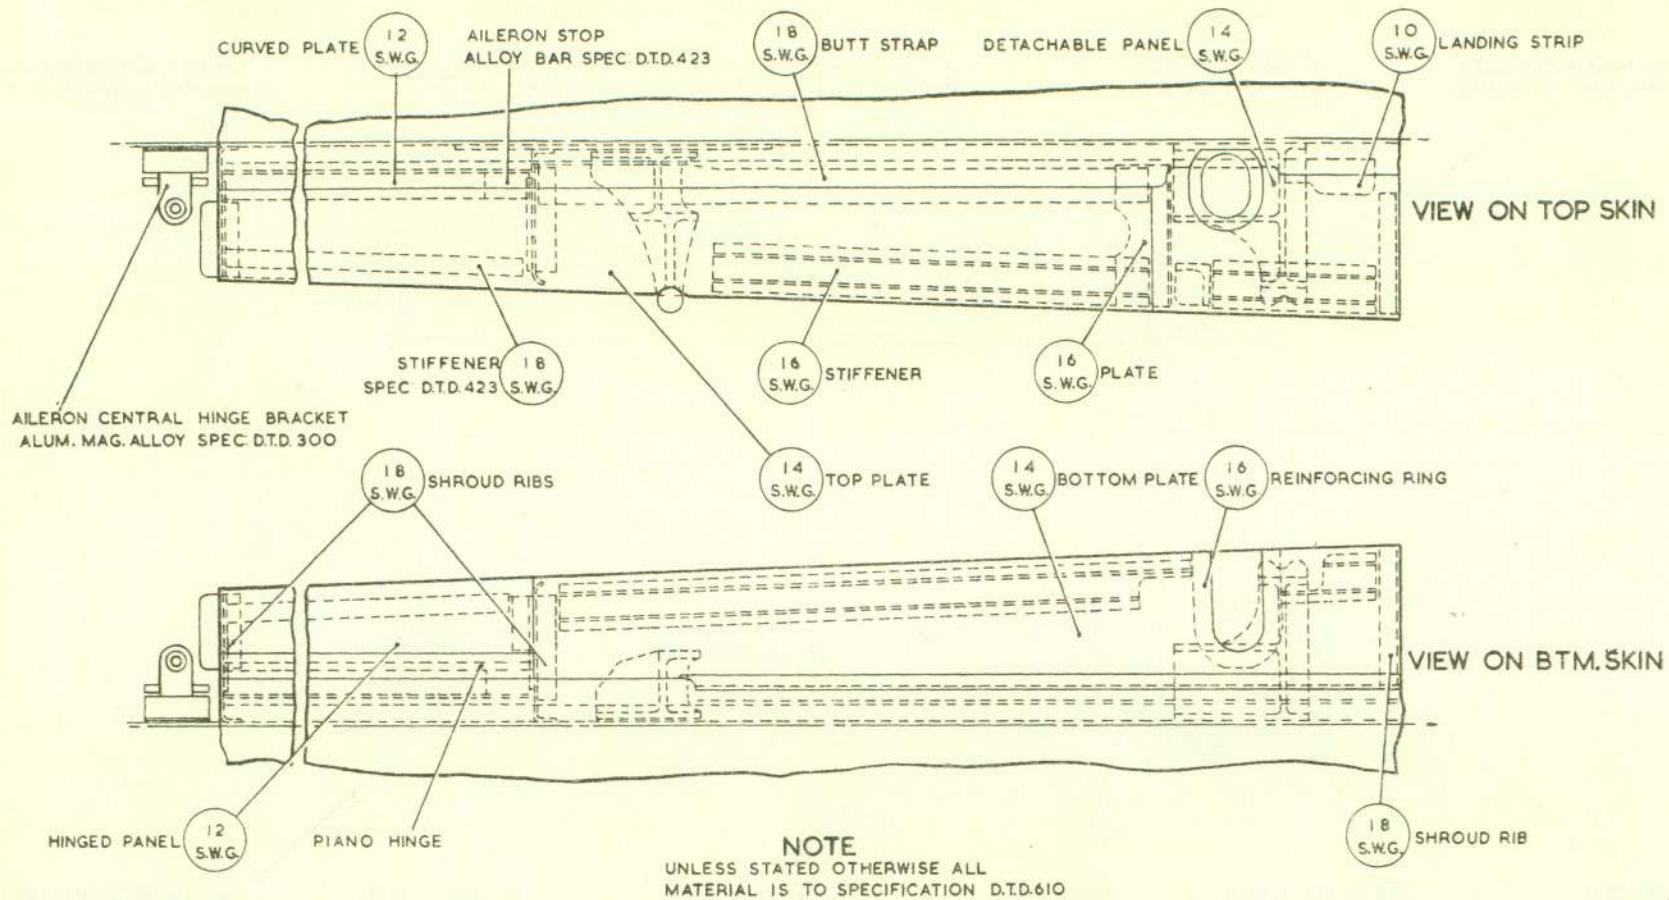 CURVED PLATE 12 S.W.G.
AILERON STOP
ALLOY BAR SPEC. D.T.D. 423
18 S.W.G. BUTT STRAP
DETACHABLE PANEL 14 S.W.G.
10 S.W.G. LANDING STRIP
VIEW ON TOP SKIN
STIFFENER 18 S.W.G.
SPEC D.T.D. 423
16 S.W.G. STIFFENER
16 S.W.G. PLATE
AILERON CENTRAL HINGE BRACKET
ALUM. MAG. ALLOY SPEC. D.T.D. 300
18 S.W.G. SHROUD RIBS
14 S.W.G. TOP PLATE
14 S.W.G. BOTTOM PLATE
16 S.W.G. REINFORCING RING
VIEW ON BTM. SKIN
HINGED PANEL 12 S.W.G.
PIANO HINGE
18 S.W.G. SHROUD RIB
NOTE
UNLESS STATED OTHERWISE ALL
MATERIAL IS TO SPECIFICATION D.T.D. 610